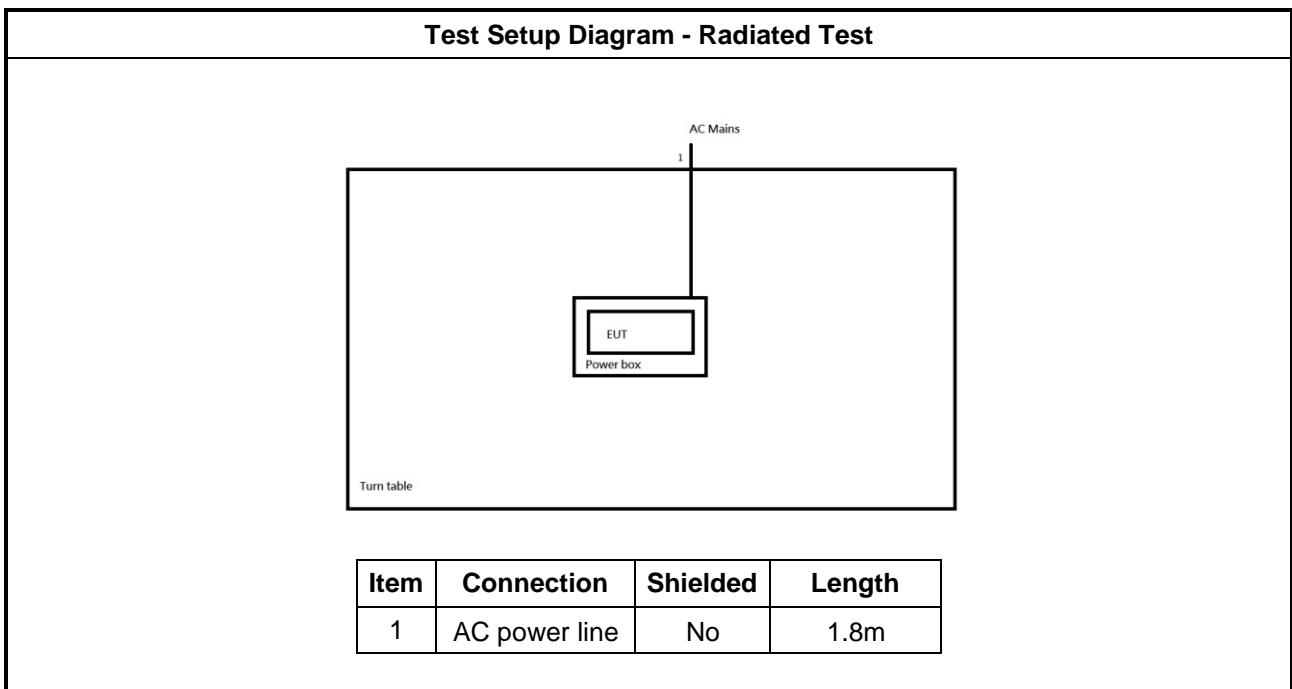 Test Setup Diagram - Radiated Test
AC Mains
1
EUT
Power box
Turn table
Item Connection Shielded Length
1 AC power line No 1.8m